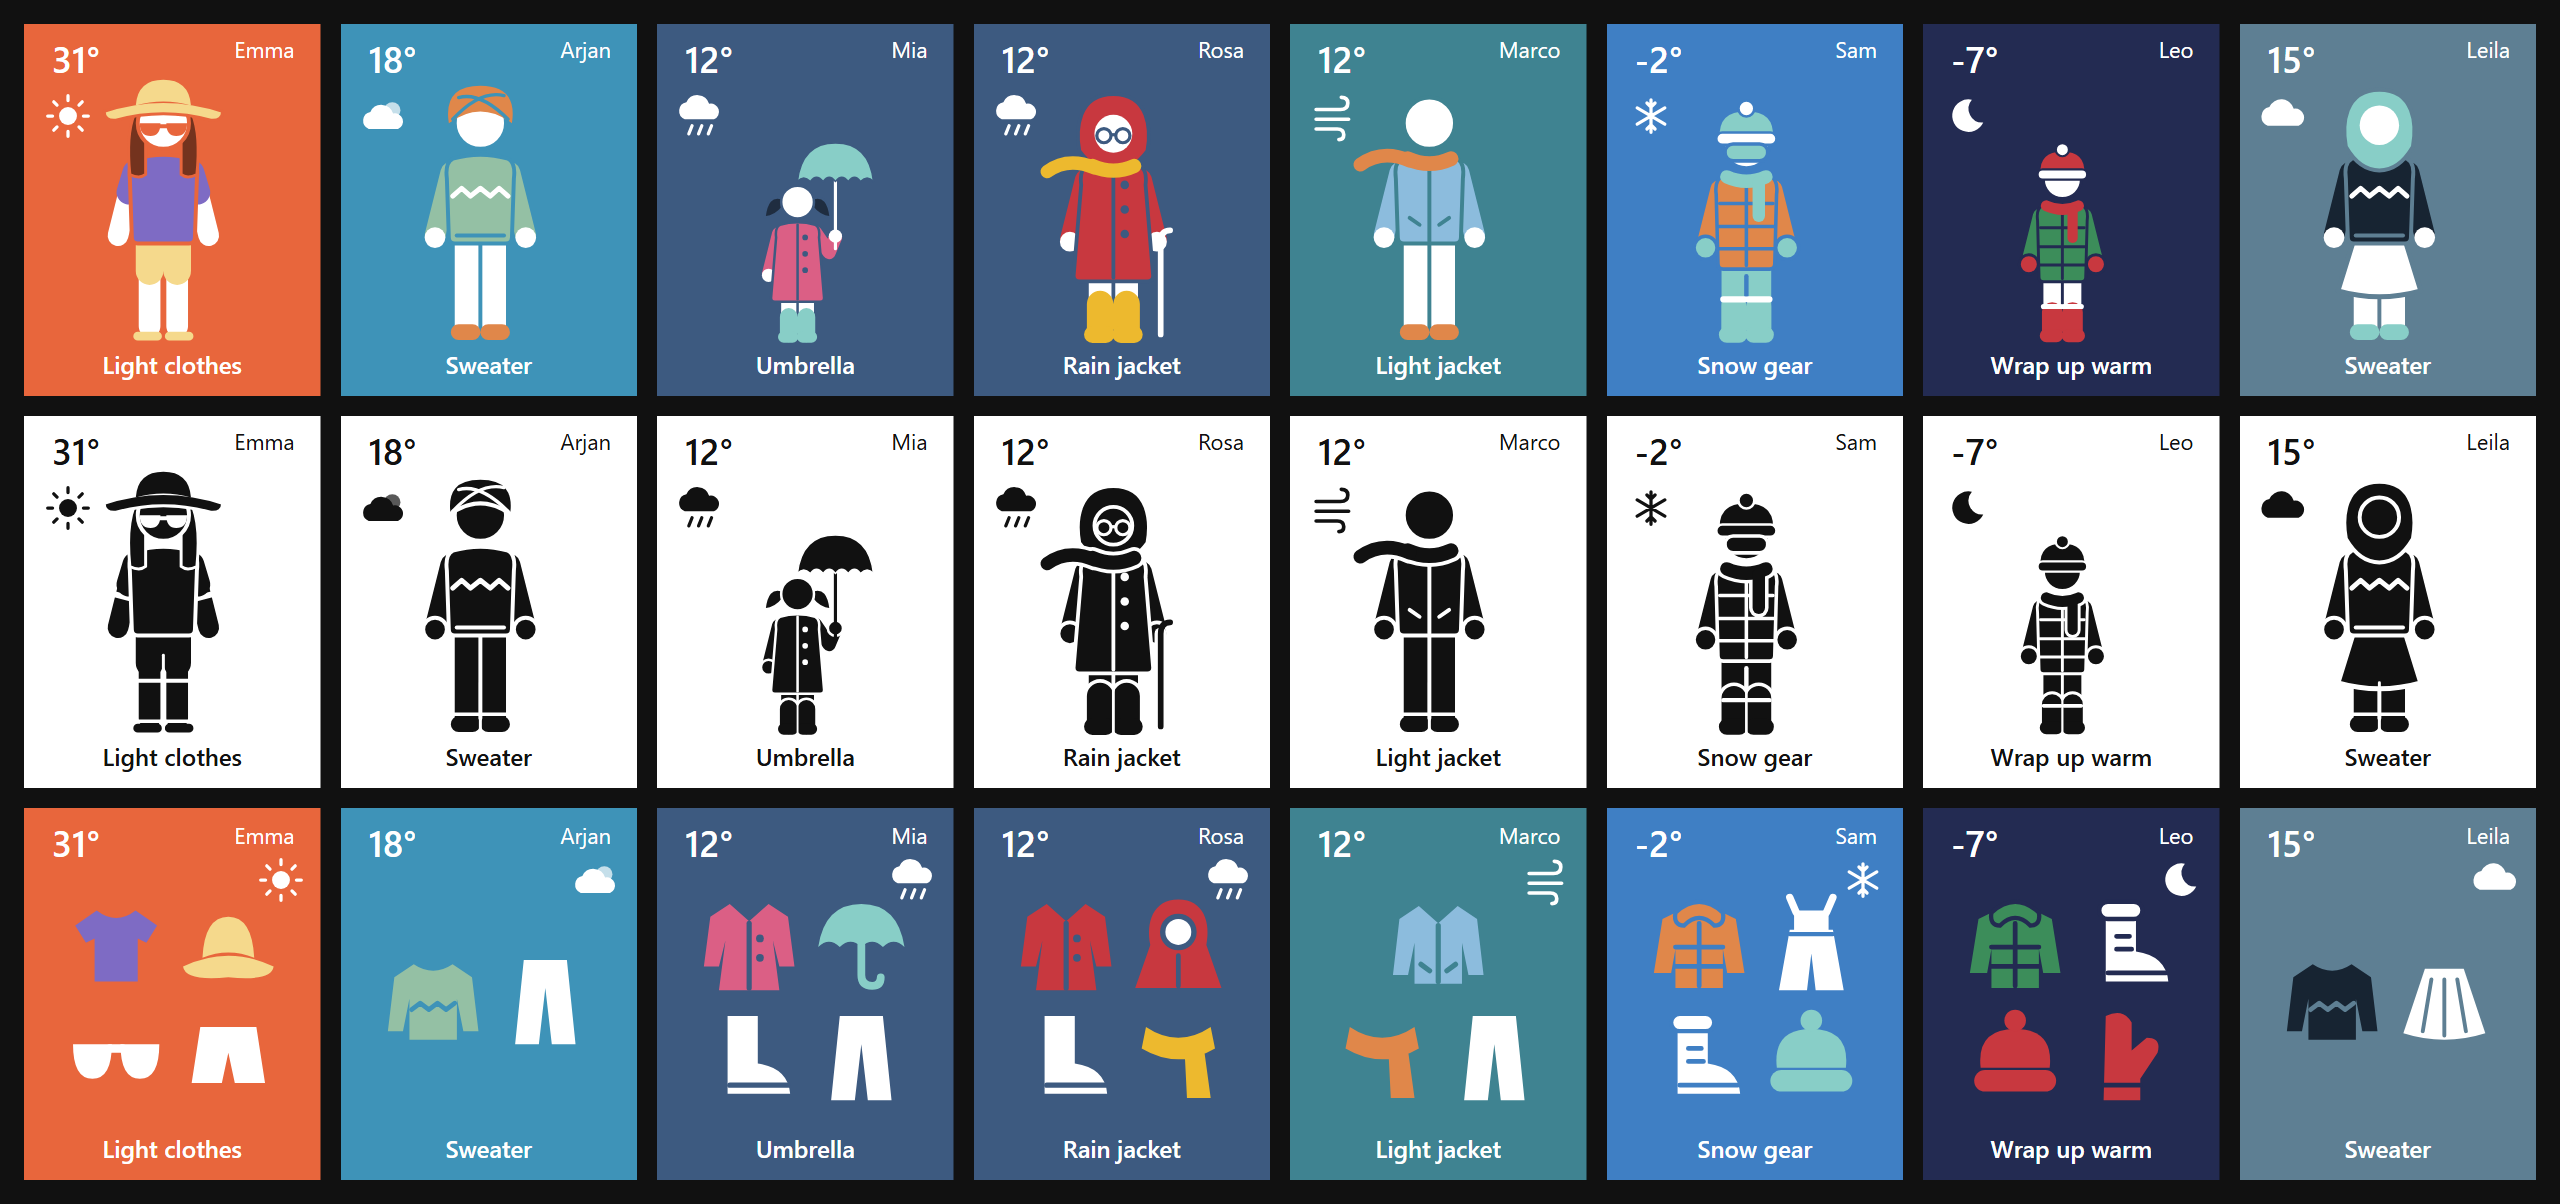 31° Emma
Light clothes
18° Arjan
Sweater
12° Mia
Umbrella
12° Rosa
Rain jacket
12° Marco
Light jacket
-2° Sam
Snow gear
-7° Leo
Wrap up warm
15° Leila
Sweater
31° Emma
Light clothes
18° Arjan
Sweater
12° Mia
Umbrella
12° Rosa
Rain jacket
12° Marco
Light jacket
-2° Sam
Snow gear
-7° Leo
Wrap up warm
15° Leila
Sweater
31° Emma
Light clothes
18° Arjan
Sweater
12° Mia
Umbrella
12° Rosa
Rain jacket
12° Marco
Light jacket
-2° Sam
Snow gear
-7° Leo
Wrap up warm
15° Leila
Sweater